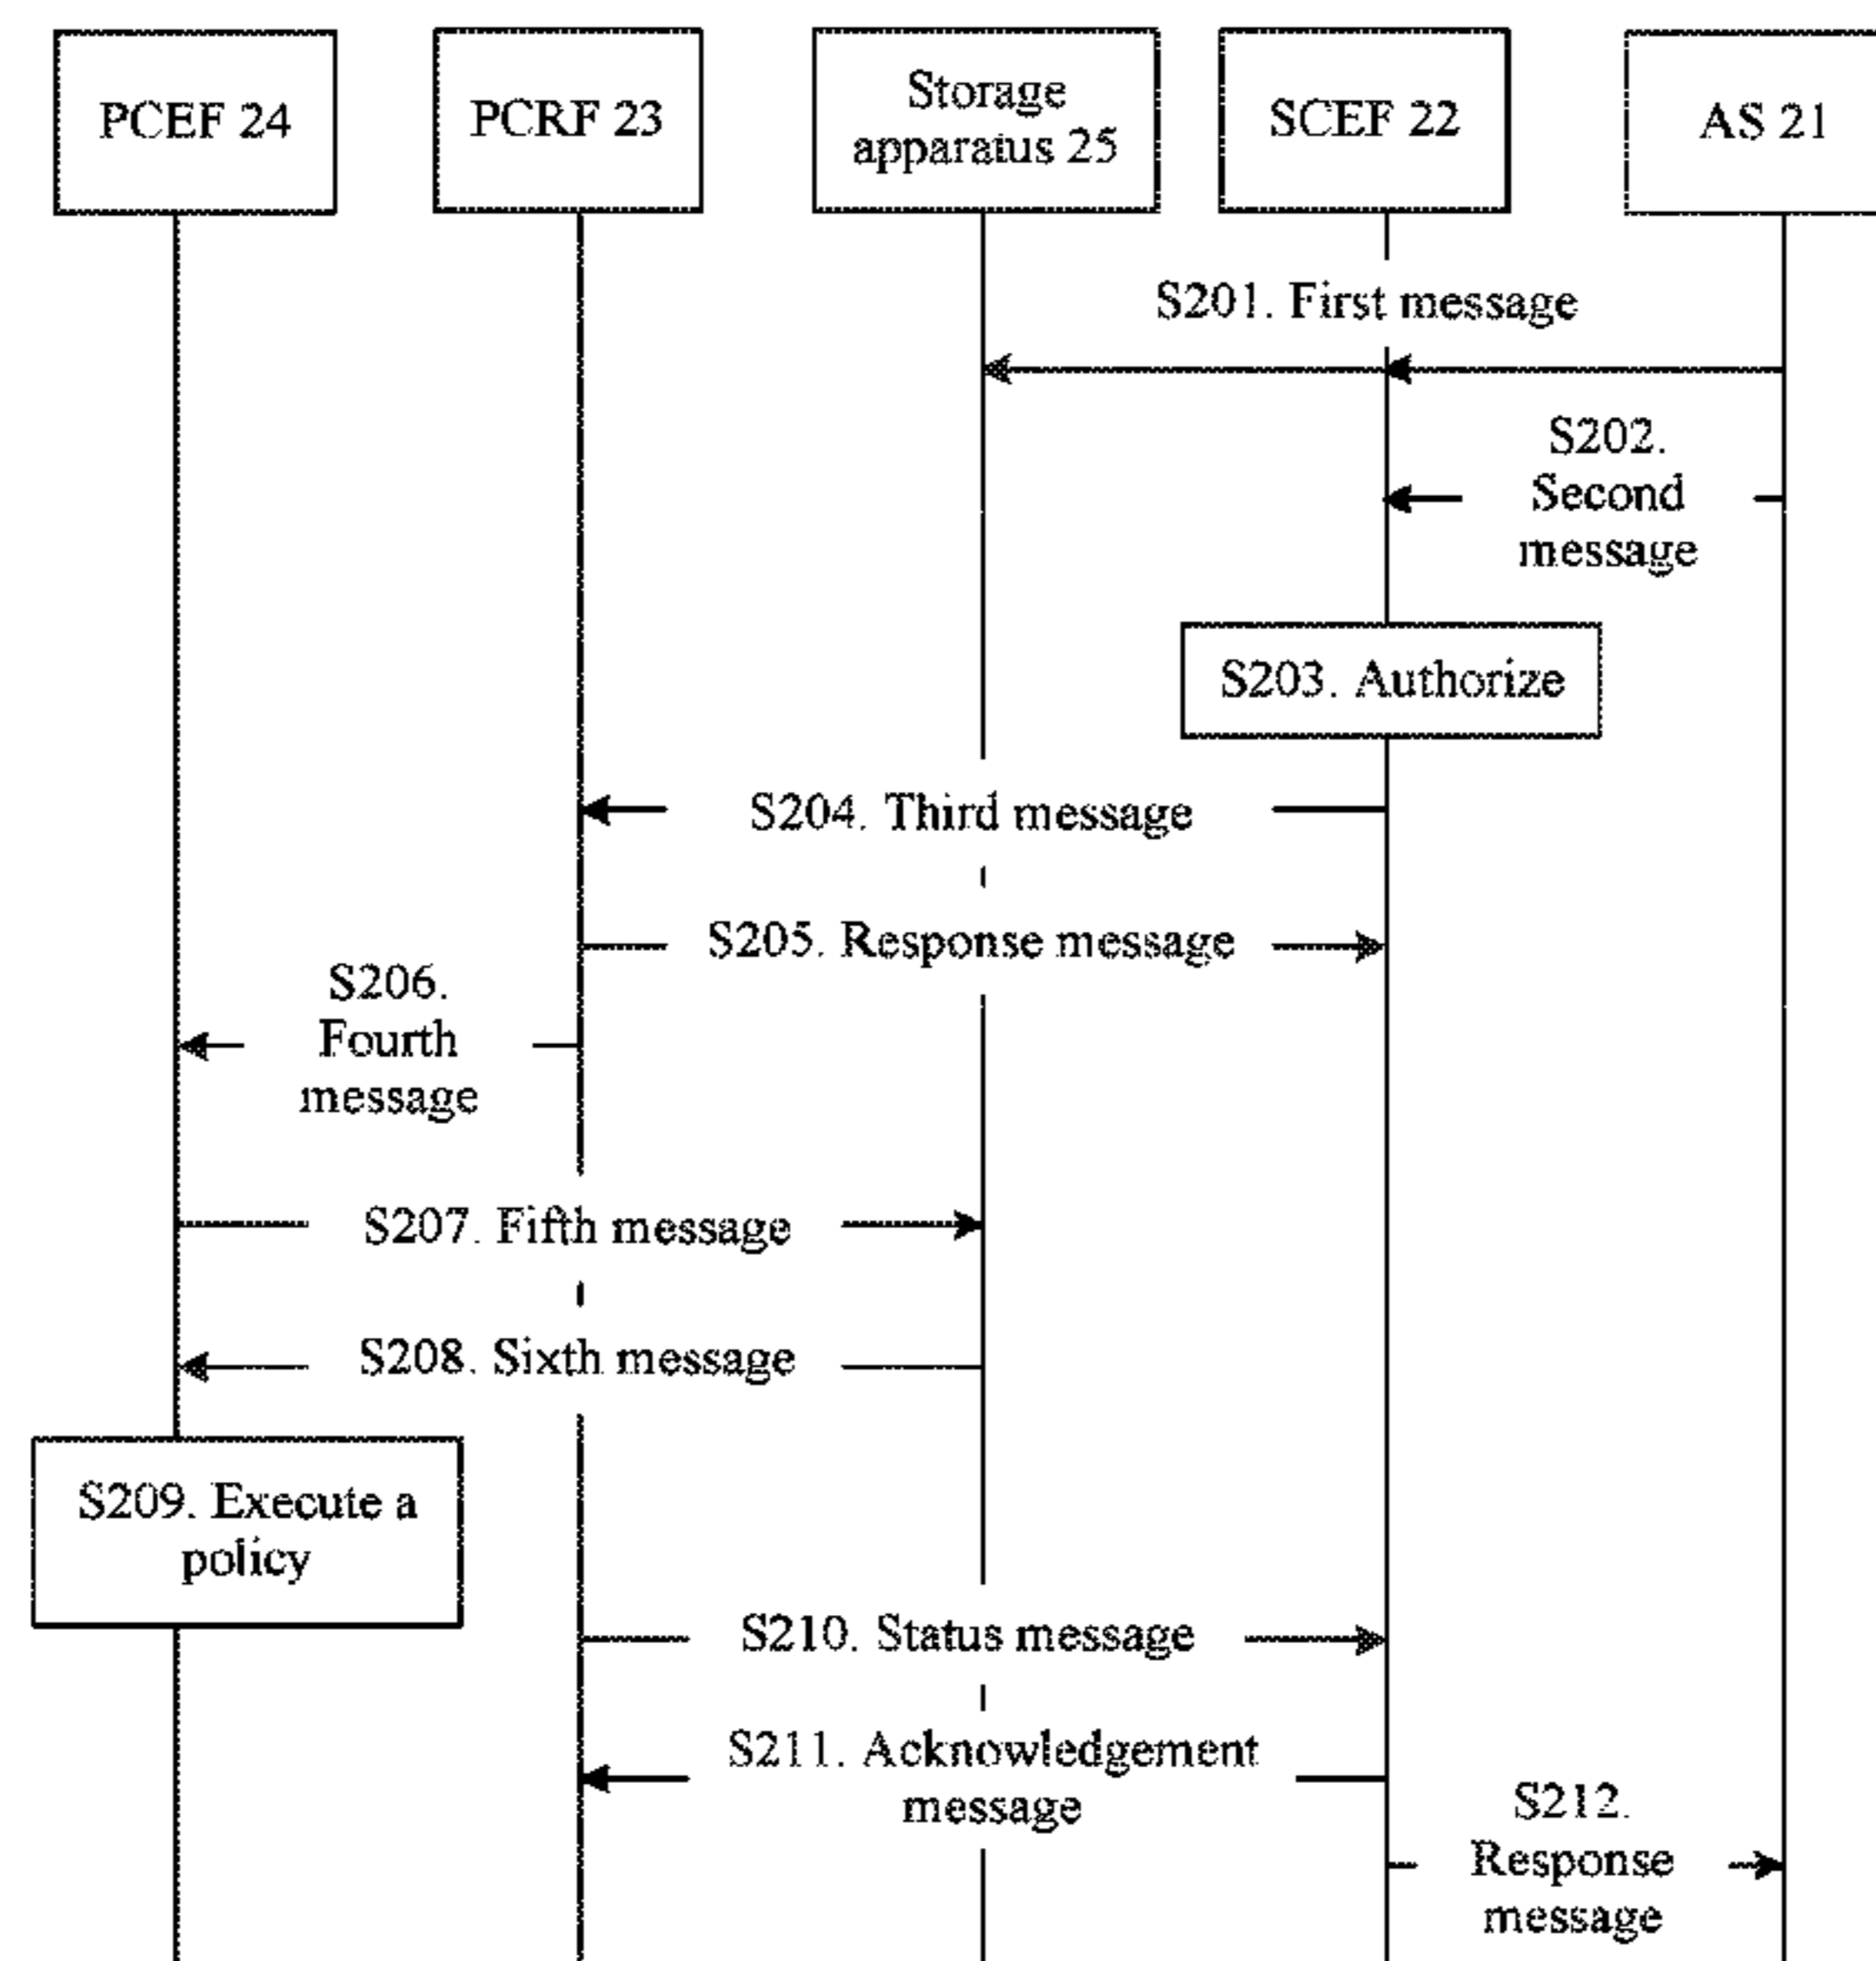 PCEF 24
PCRF 23
Storage
apparatus 25
SCEF 22
AS 21
S201. First message
S202.
Second
message
S203. Authorize
S204. Third message
S205. Response message
S206.
Fourth
message
S207. Fifth message
S208. Sixth message
S209. Execute a
policy
S210. Status message
S211. Acknowledgement
message
S212.
Response
message